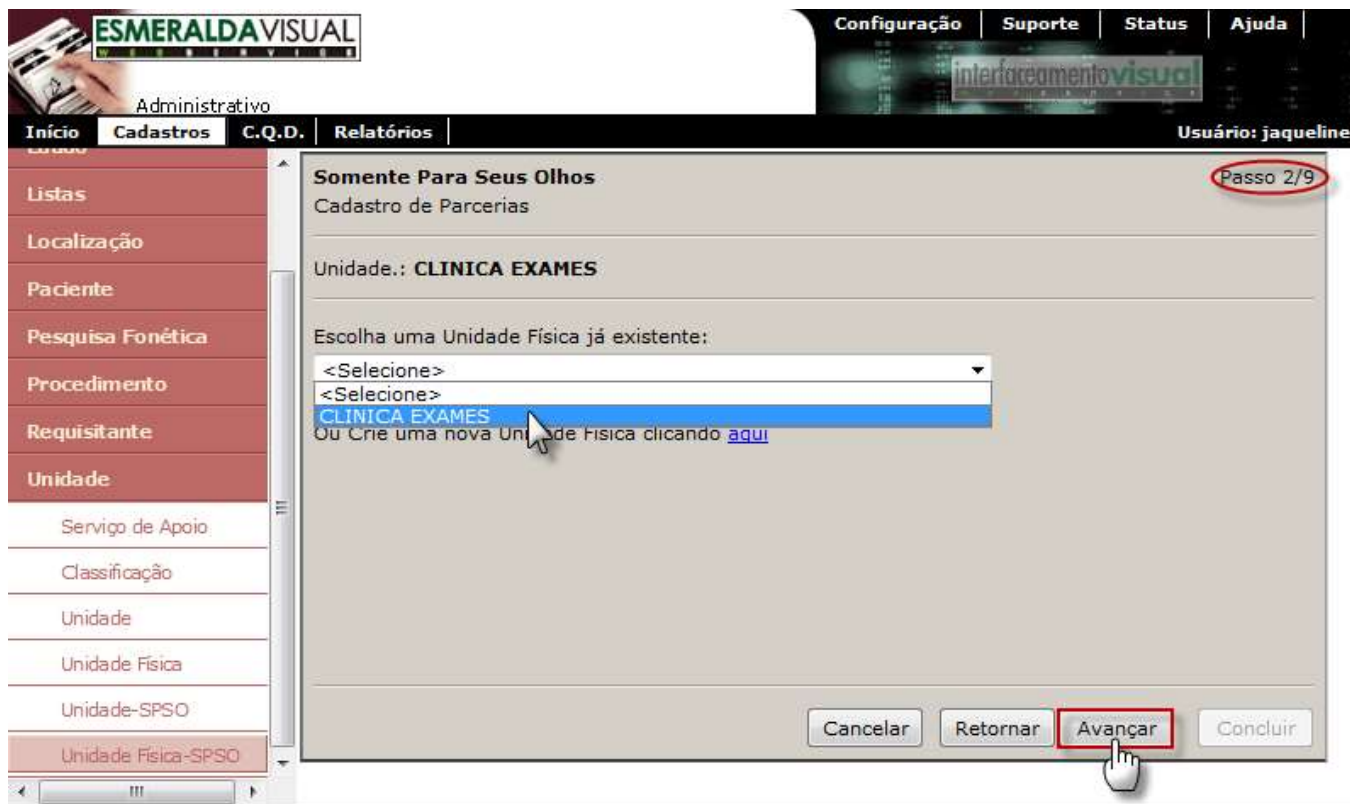 ESMERALDAVISUAL
WEB SERVICE
Administrativo
Configuração Suporte Status Ajuda
interfaceamentovisual
Início Cadastros C.Q.D. Relatórios Usuário: jaqueline
Listas
Localização
Paciente
Pesquisa Fonética
Procedimento
Requisitante
Unidade
Serviço de Apoio
Classificação
Unidade
Unidade Física
Unidade-SPSO
Unidade Física-SPSO
Somente Para Seus Olhos Passo 2/9
Cadastro de Parcerias
Unidade.: CLINICA EXAMES
Escolha uma Unidade Física já existente:
<Selecione>
<Selecione>
CLINICA EXAMES
Ou Crie uma nova Unidade Física clicando aqui
Cancelar Retornar Avançar Concluir